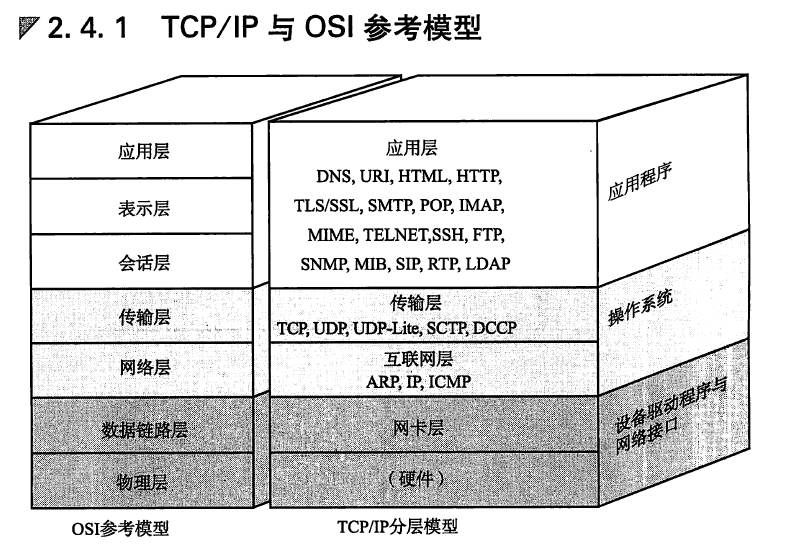 2.4.1 TCP/IP 与 OSI 参考模型
应用层
表示层
会话层
传输层
网络层
数据链路层
物理层
OSI参考模型
应用层
DNS, URI, HTML, HTTP,
TLS/SSL, SMTP, POP, IMAP,
MIME, TELNET,SSH, FTP,
SNMP, MIB, SIP, RTP, LDAP
传输层
TCP, UDP, UDP-Lite, SCTP, DCCP
互联网层
ARP, IP, ICMP
网卡层
（硬件）
TCP/IP分层模型
应用程序
操作系统
设备驱动程序与
网络接口